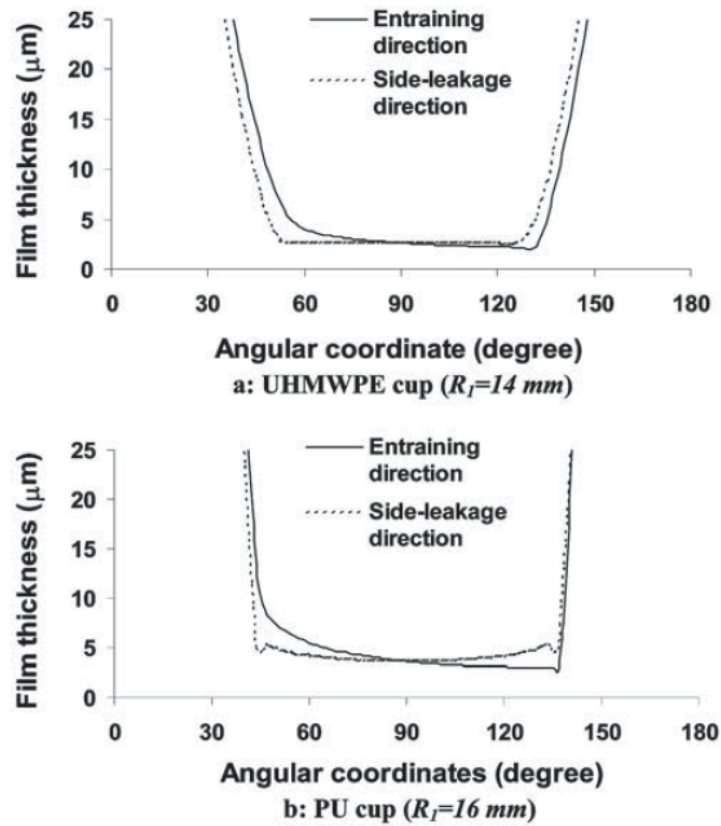 25
20
15
10
5
0
Film thickness (μm)
Entraining
direction
Side-leakage
direction
0 30 60 90 120 150 180
Angular coordinate (degree)
a: UHMWPE cup (R₁=14 mm)
25
20
15
10
5
0
Film thickness (μm)
Entraining
direction
Side-leakage
direction
0 30 60 90 120 150 180
Angular coordinates (degree)
b: PU cup (R₁=16 mm)